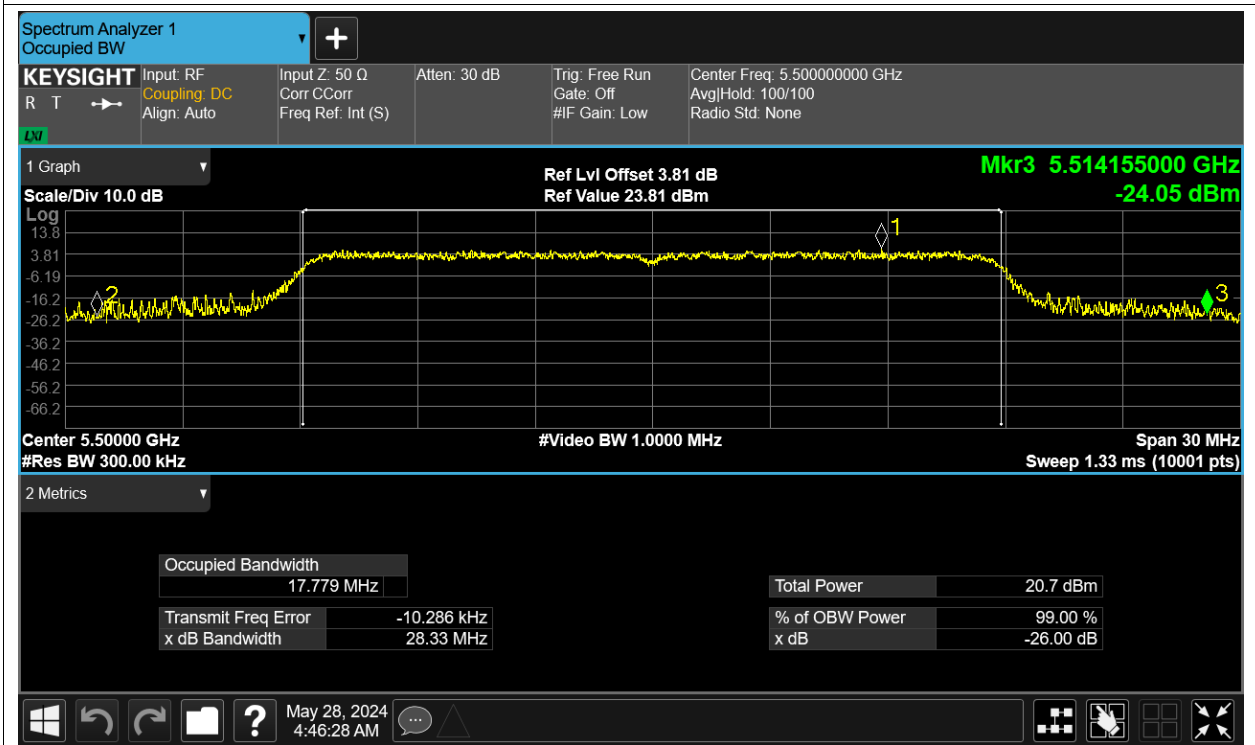 Spectrum Analyzer 1
Occupied BW
KEYSIGHT
R T
LXI
Input: RF
Coupling: DC
Align: Auto
Input Z: 50 Ω
Corr CCorr
Freq Ref: Int (S)
Atten: 30 dB
Trig: Free Run
Gate: Off
#IF Gain: Low
Center Freq: 5.500000000 GHz
Avg|Hold: 100/100
Radio Std: None
1 Graph
Scale/Div 10.0 dB
Ref Lvl Offset 3.81 dB
Ref Value 23.81 dBm
Mkr3 5.514155000 GHz
-24.05 dBm
Log
13.8
3.81
-6.19
-16.2
-26.2
-36.2
-46.2
-56.2
-66.2
1
2
3
Center 5.50000 GHz
#Video BW 1.0000 MHz
Span 30 MHz
#Res BW 300.00 kHz
Sweep 1.33 ms (10001 pts)
2 Metrics
Occupied Bandwidth
17.779 MHz
Total Power 20.7 dBm
Transmit Freq Error -10.286 kHz
% of OBW Power 99.00 %
x dB Bandwidth 28.33 MHz
x dB -26.00 dB
?
May 28, 2024
4:46:28 AM